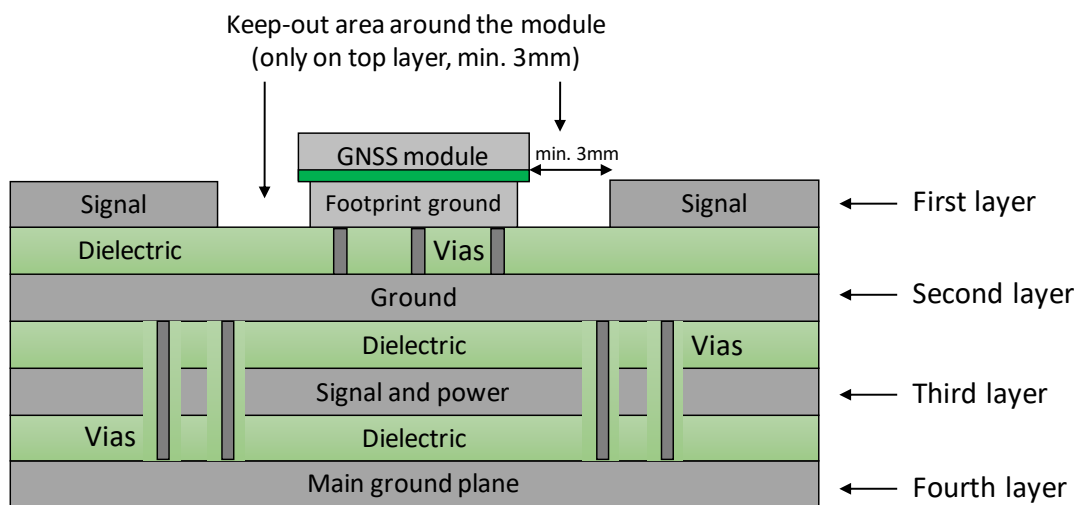 Keep-out area around the module
(only on top layer, min. 3mm)
GNSS module
min. 3mm
Signal
Footprint ground
Signal
First layer
Dielectric
Vias
Ground
Second layer
Dielectric
Vias
Signal and power
Third layer
Vias
Dielectric
Main ground plane
Fourth layer